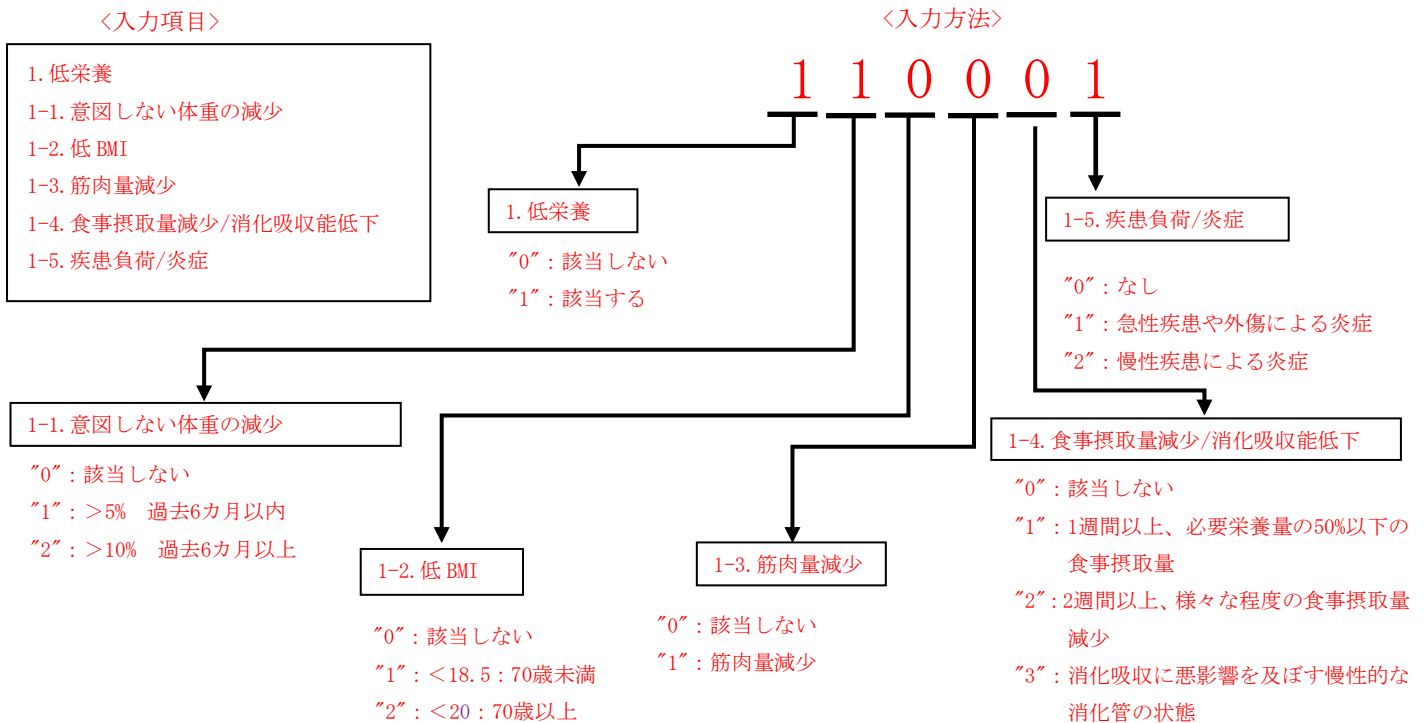 <入力項目>
1.低栄養
1-1.意図しない体重の減少
1-2.低 BMI
1-3.筋肉量減少
1-4.食事摂取量減少/消化吸収能低下
1-5.疾患負荷/炎症
<入力方法>
1 1 0 0 0 1
1.低栄養
"0":該当しない
"1":該当する
1-5.疾患負荷/炎症
"0":なし
"1":急性疾患や外傷による炎症
"2":慢性疾患による炎症
1-1.意図しない体重の減少
"0":該当しない
"1":>5% 過去6カ月以内
"2":>10% 過去6カ月以上
1-2.低 BMI
"0":該当しない
"1":<18.5:70歳未満
"2":<20:70歳以上
1-3.筋肉量減少
"0":該当しない
"1":筋肉量減少
1-4.食事摂取量減少/消化吸収能低下
"0":該当しない
"1":1週間以上、必要栄養量の50%以下の
食事摂取量
"2":2週間以上、様々な程度の食事摂取量
減少
"3":消化吸収に悪影響を及ぼす慢性的な
消化管の状態